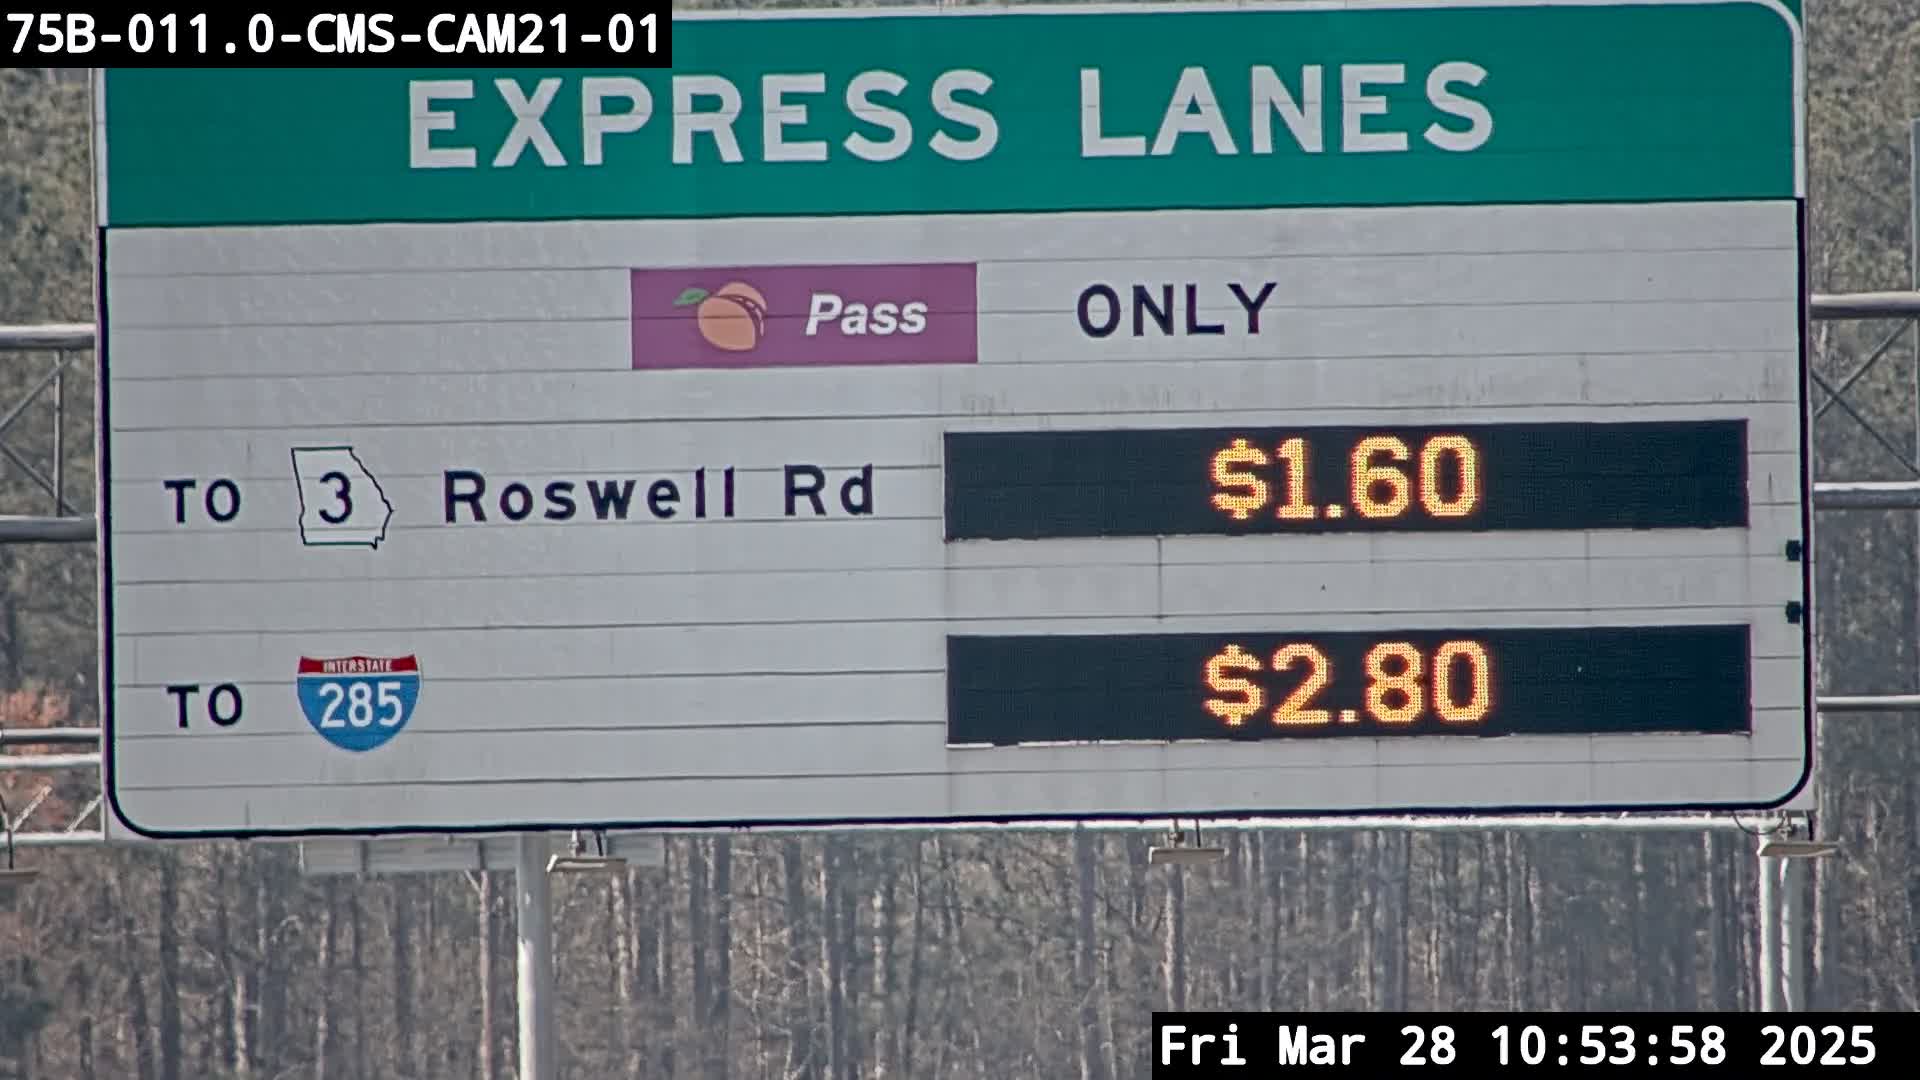 75B-011.0-CMS-CAM21-01
EXPRESS LANES
Pass ONLY
TO 3 Roswell Rd $1.60
INTERSTATE
TO 285 $2.80
Fri Mar 28 10:53:58 2025